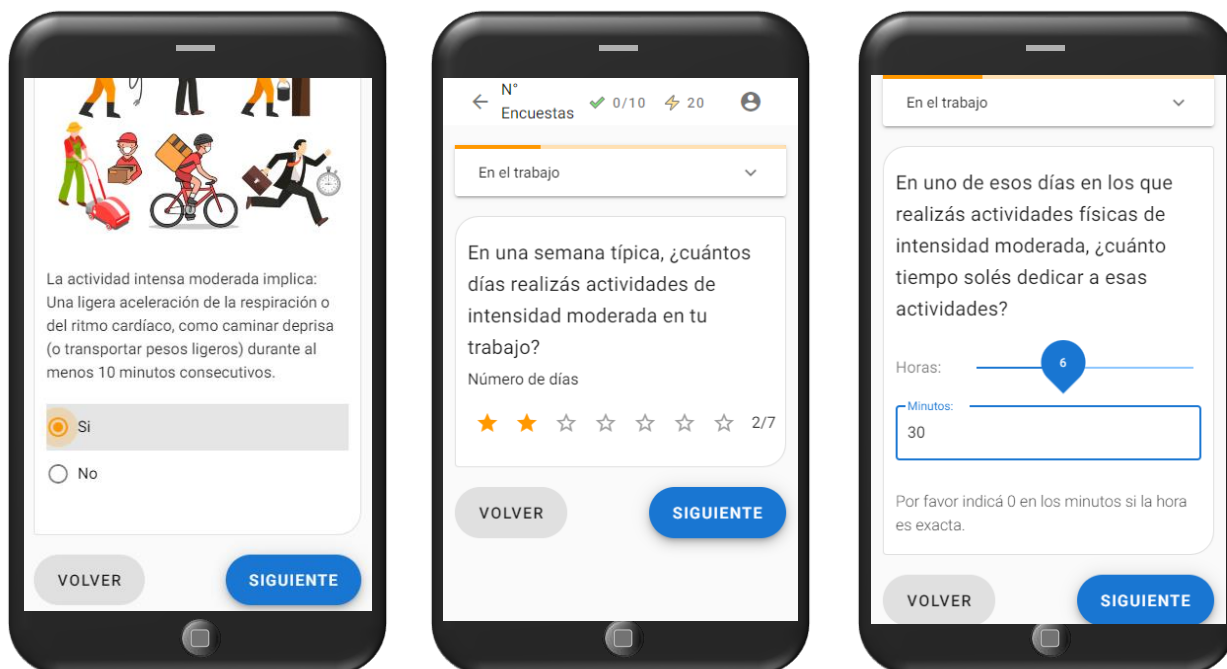 La actividad intensa moderada implica:
Una ligera aceleración de la respiración o
del ritmo cardíaco, como caminar deprisa
(o transportar pesos ligeros) durante al
menos 10 minutos consecutivos.
Si
No
VOLVER
SIGUIENTE
N°
Encuestas
0/10
20
En el trabajo
En una semana típica, ¿cuántos
días realizás actividades de
intensidad moderada en tu
trabajo?
Número de días
2/7
VOLVER
SIGUIENTE
En el trabajo
En uno de esos días en los que
realizás actividades físicas de
intensidad moderada, ¿cuánto
tiempo solés dedicar a esas
actividades?
Horas:
6
Minutos:
30
Por favor indicá 0 en los minutos si la hora
es exacta.
VOLVER
SIGUIENTE